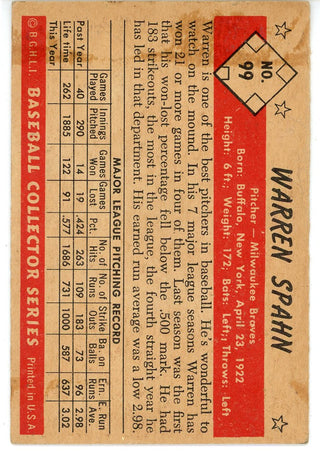 NO.
99
WARREN SPAHN
Pitcher—Milwaukee Braves
Born: Buffalo, New York, April 23, 1922
Height: 6 ft.; Weight: 172; Bats: Left; Throws: Left
Warren is one of the best pitchers in baseball. He's wonderful to
watch on the mound. In his 7 major league seasons Warren has
won 21 or more games in four of them. Last season was the first
that his won-lost percentage fell below the .500 mark. He had
183 strikeouts, the most in the league, the fourth straight year he
has led in that department. His earned run average was a low 2.98.
MAJOR LEAGUE PITCHING RECORD
Games Innings Games Games No. of No. of Strike Ba. on Ern. E. Run
Played Pitched Won Lost Pct. Hits Runs Outs Balls Runs Ave.
Past Year 40 290 14 19 .424 263 109 183 73 96 2.98
Life time 262 1885 122 91 .577 1686 731 1000 587 637 3.02
This Year
© B.G.H.L.I. BASEBALL COLLECTOR SERIES Printed in U.S.A.